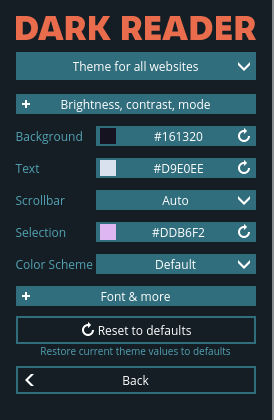 DARK READER
Theme for all websites
+ Brightness, contrast, mode
Background #161320
Text #D9E0EE
Scrollbar Auto
Selection #DDB6F2
Color Scheme Default
+ Font & more
Reset to defaults
Restore current theme values to defaults
Back